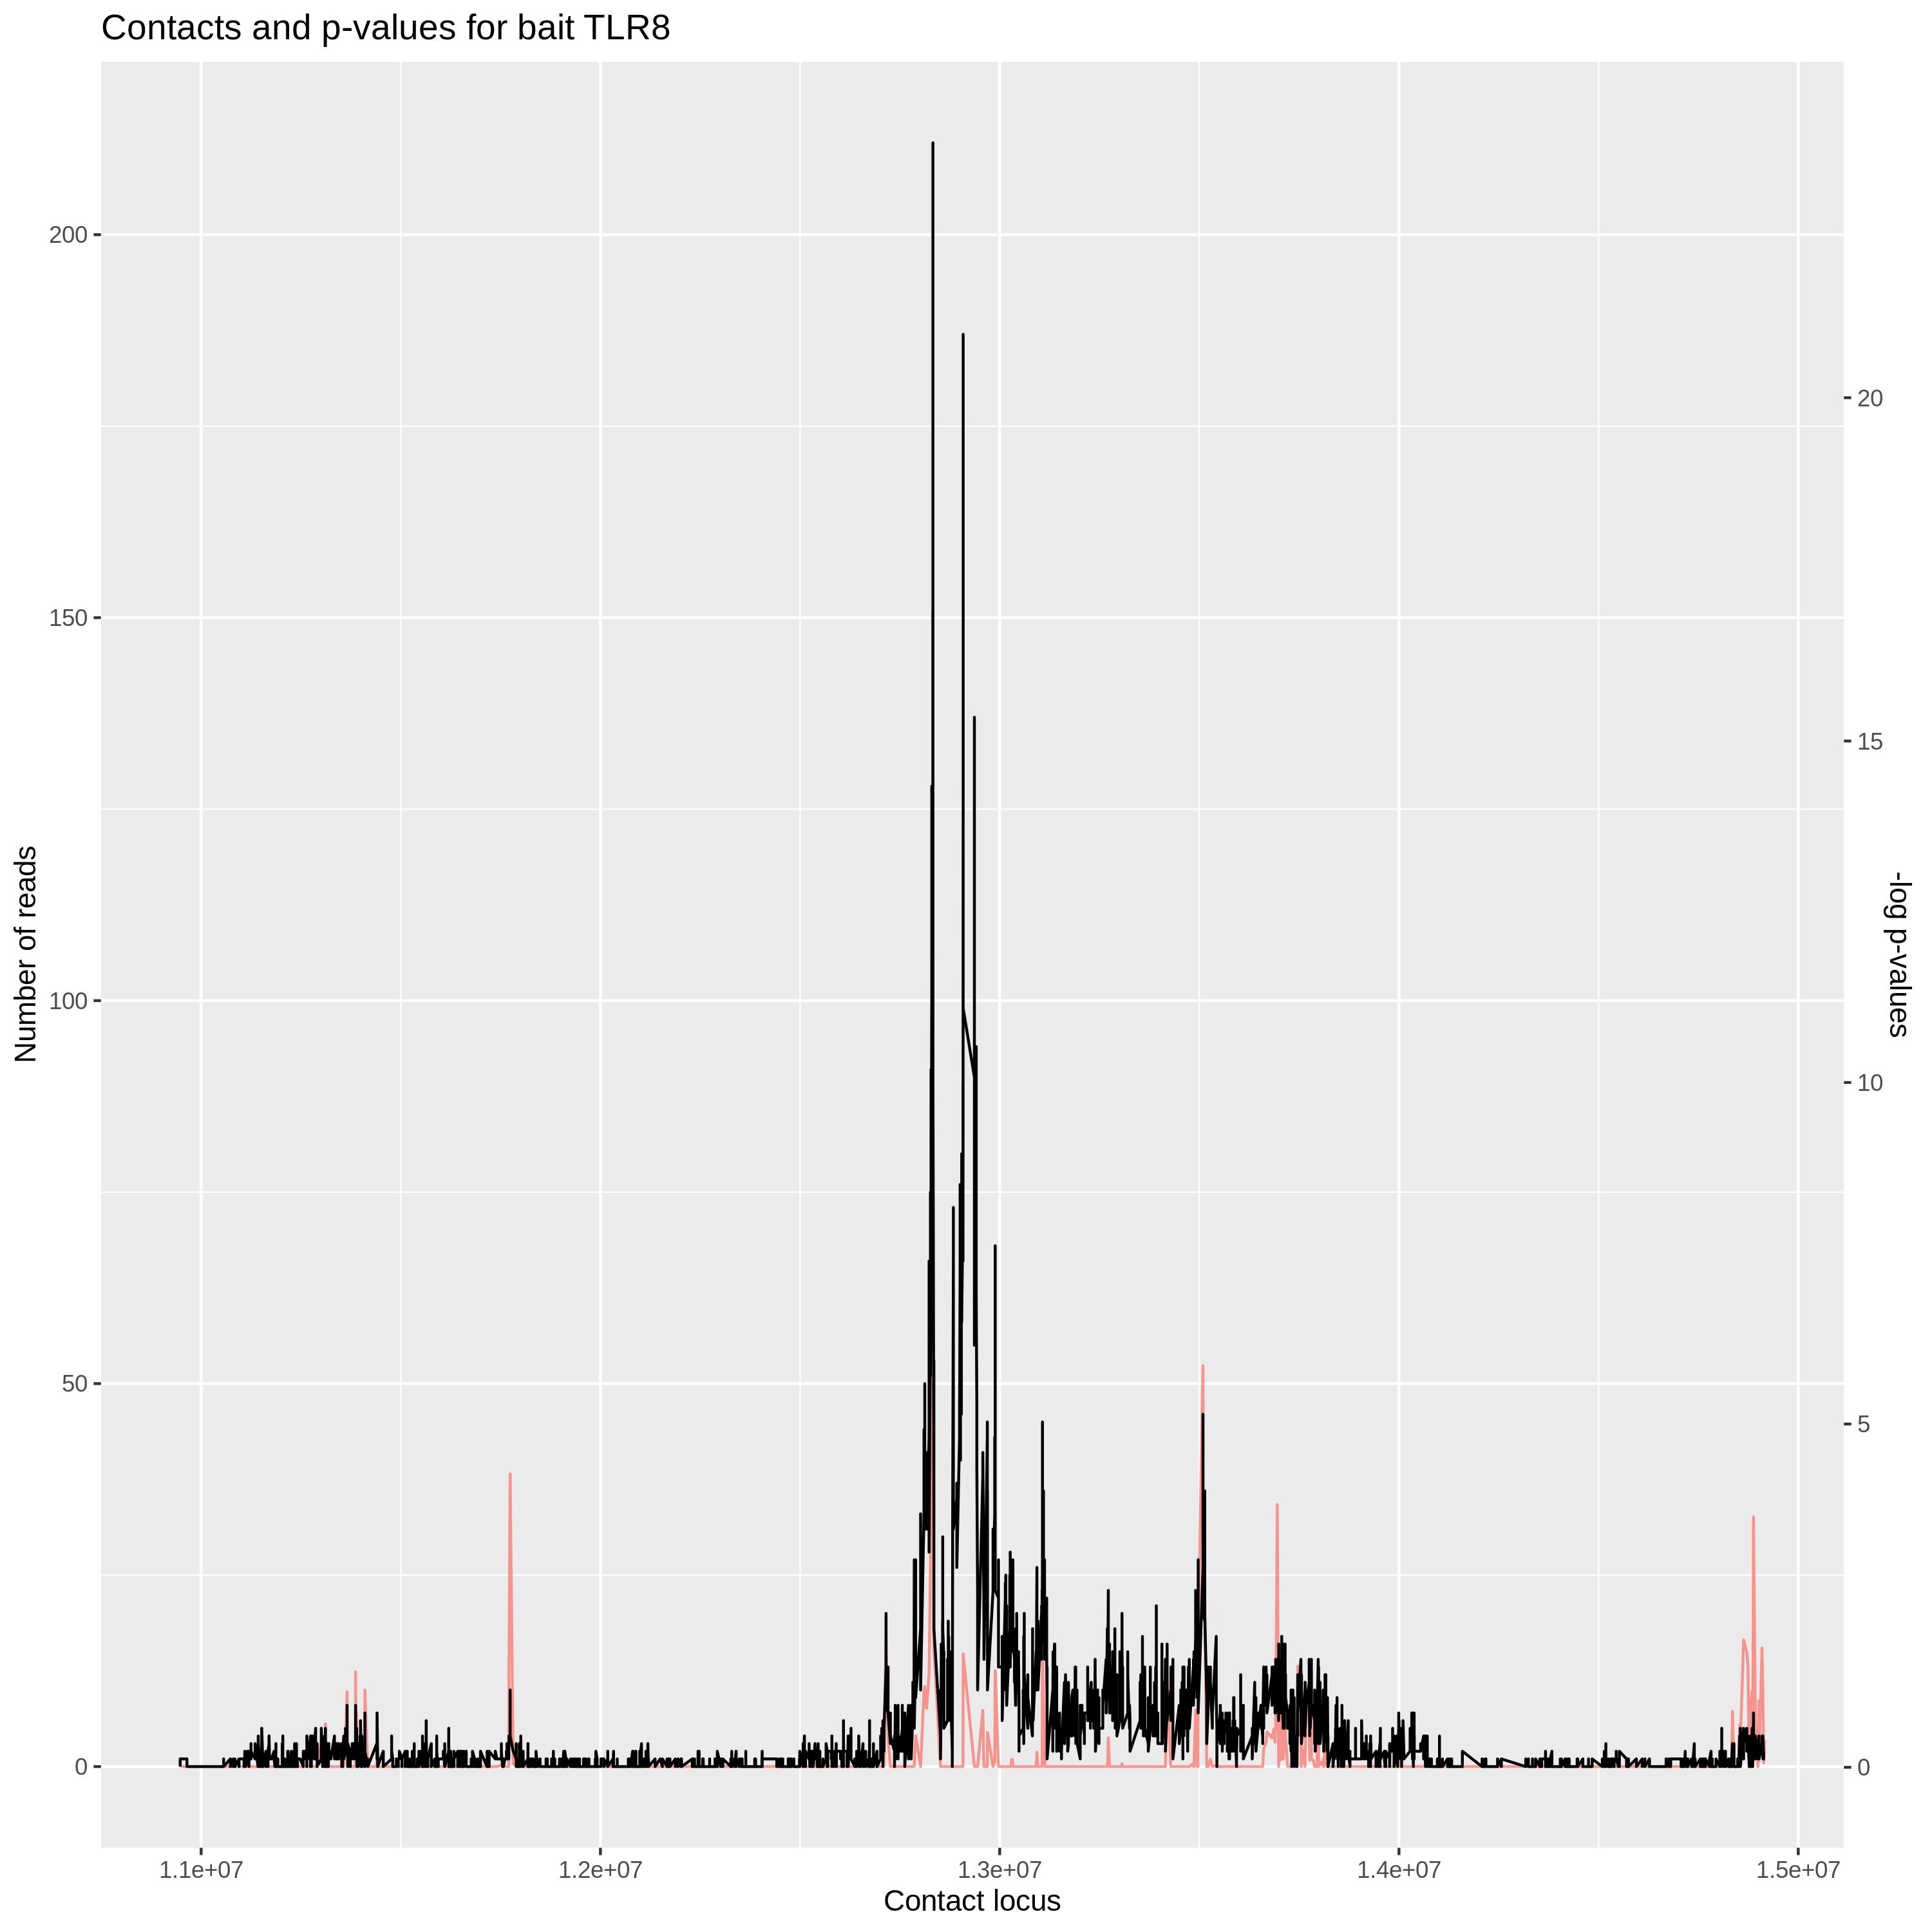 Contacts and p-values for bait TLR8
200
150
100
50
0
Number of reads
20
15
10
5
0
-log p-values
1.1e+07
1.2e+07
1.3e+07
1.4e+07
1.5e+07
Contact locus